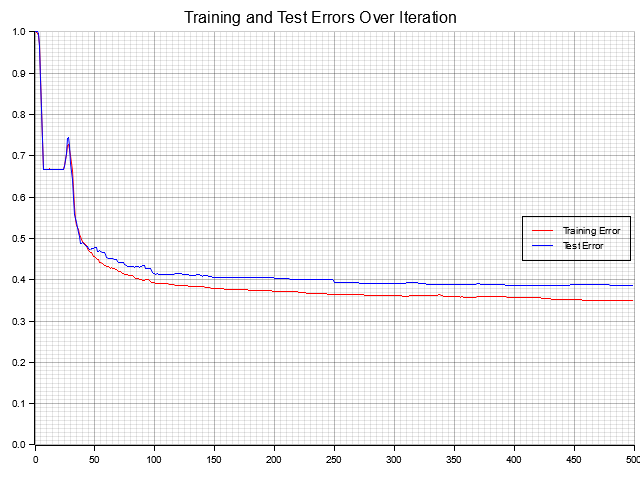 Training and Test Errors Over Iteration
1.0
0.9
0.8
0.7
0.6
0.5
0.4
0.3
0.2
0.1
0.0
Training Error
Test Error
0 50 100 150 200 250 300 350 400 450 500